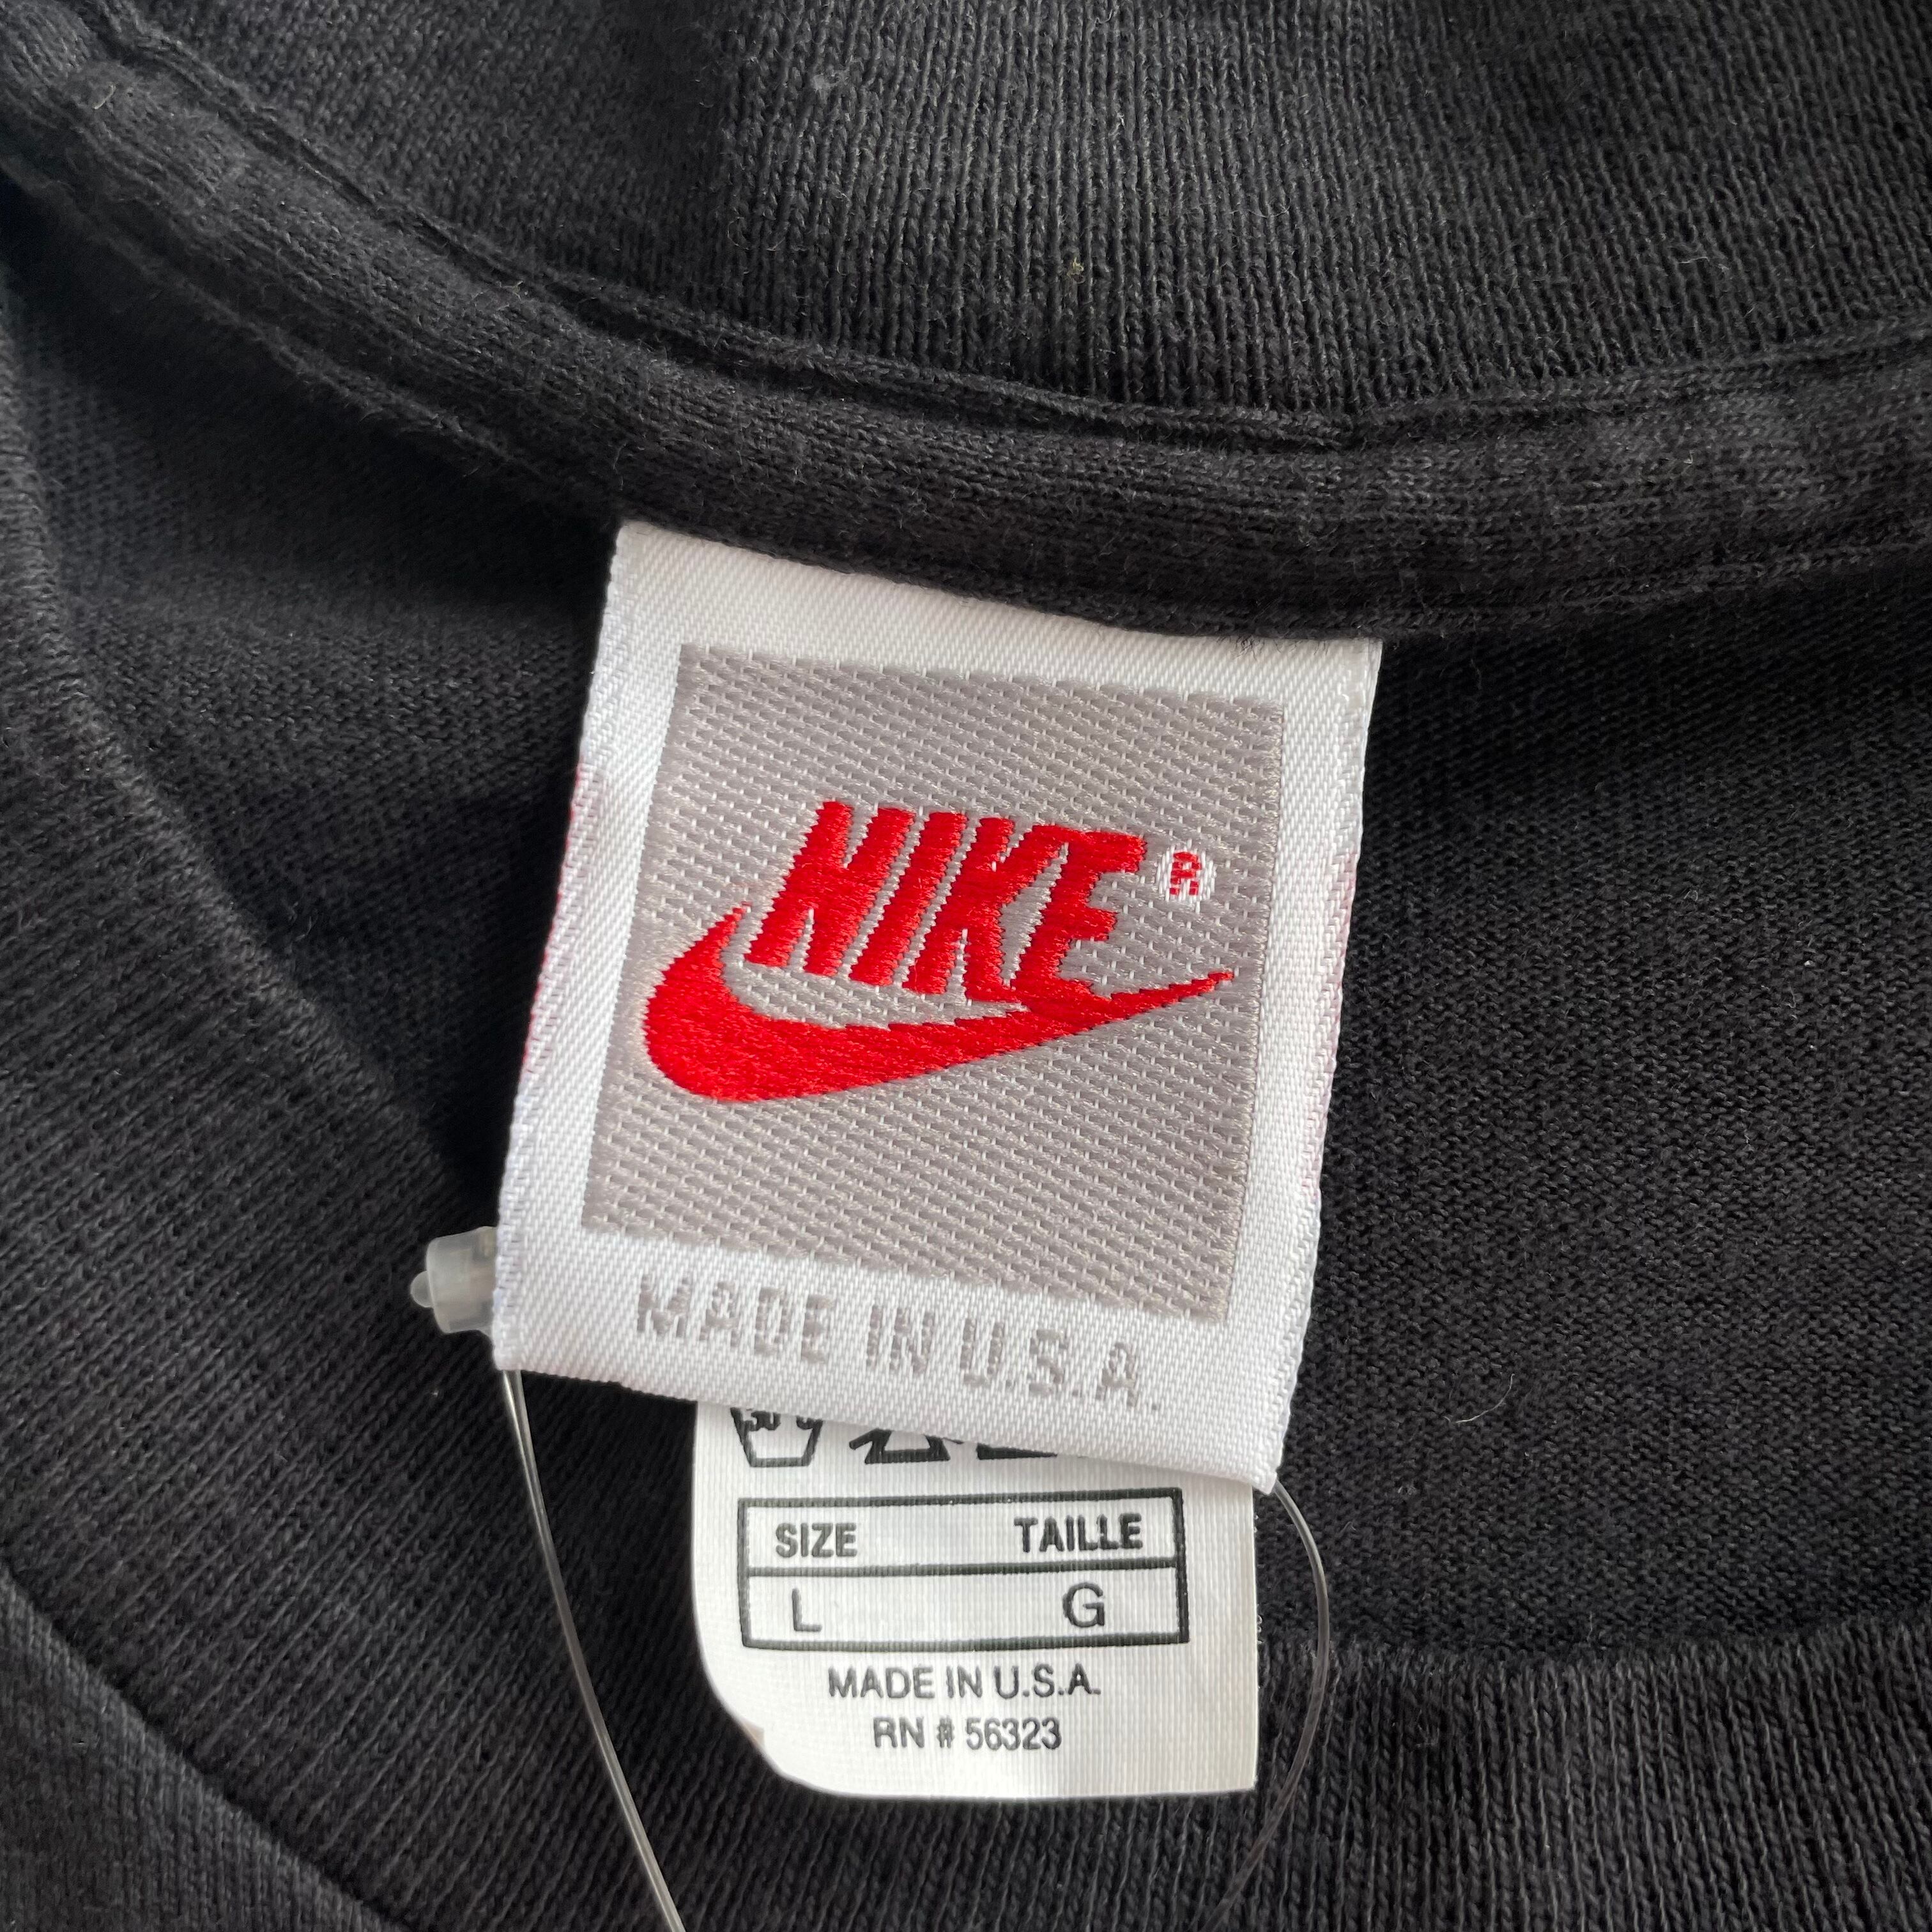 NIKE ®
MADE IN U.S.A.
SIZE TAILLE
L G
MADE IN U.S.A.
RN # 56323